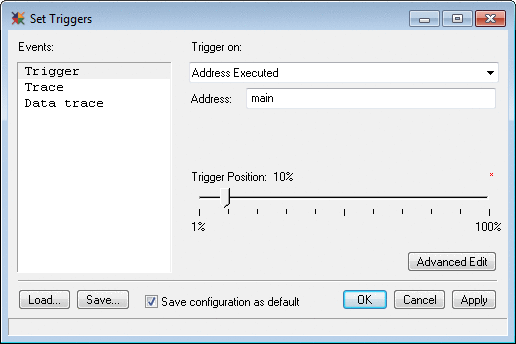 Set Triggers
Events:
Trigger
Trace
Data trace
Trigger on:
Address Executed
Address: main
Trigger Position: 10%
1% 100%
Advanced Edit
Load... Save... Save configuration as default OK Cancel Apply